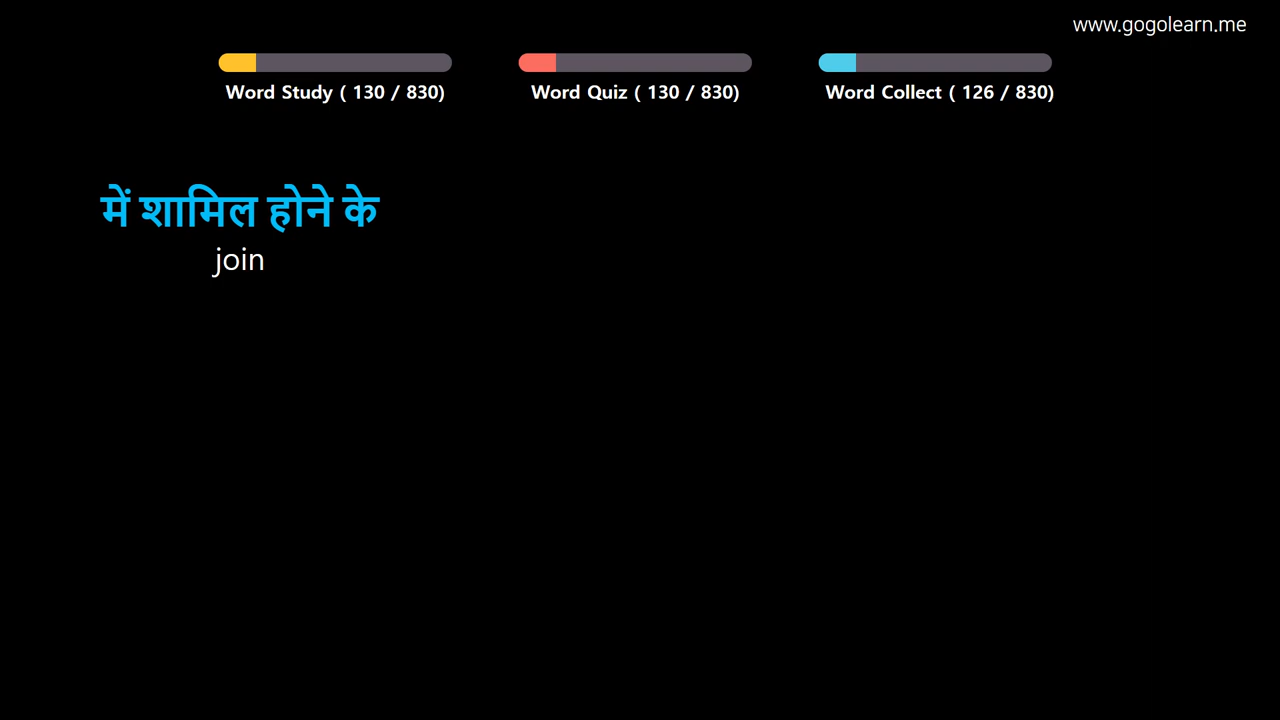 www.gogolearn.me
Word Study ( 130 / 830)
Word Quiz ( 130 / 830)
Word Collect ( 126 / 830)
में शामिल होने के
join